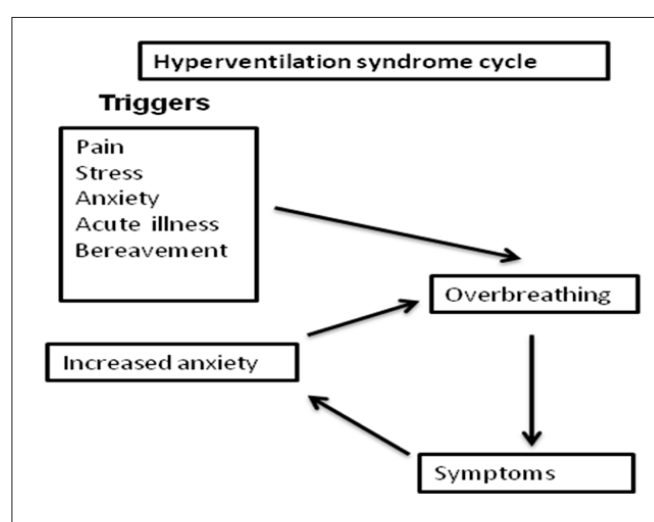 Hyperventilation syndrome cycle
Triggers
Pain
Stress
Anxiety
Acute illness
Bereavement
Overbreathing
Increased anxiety
Symptoms